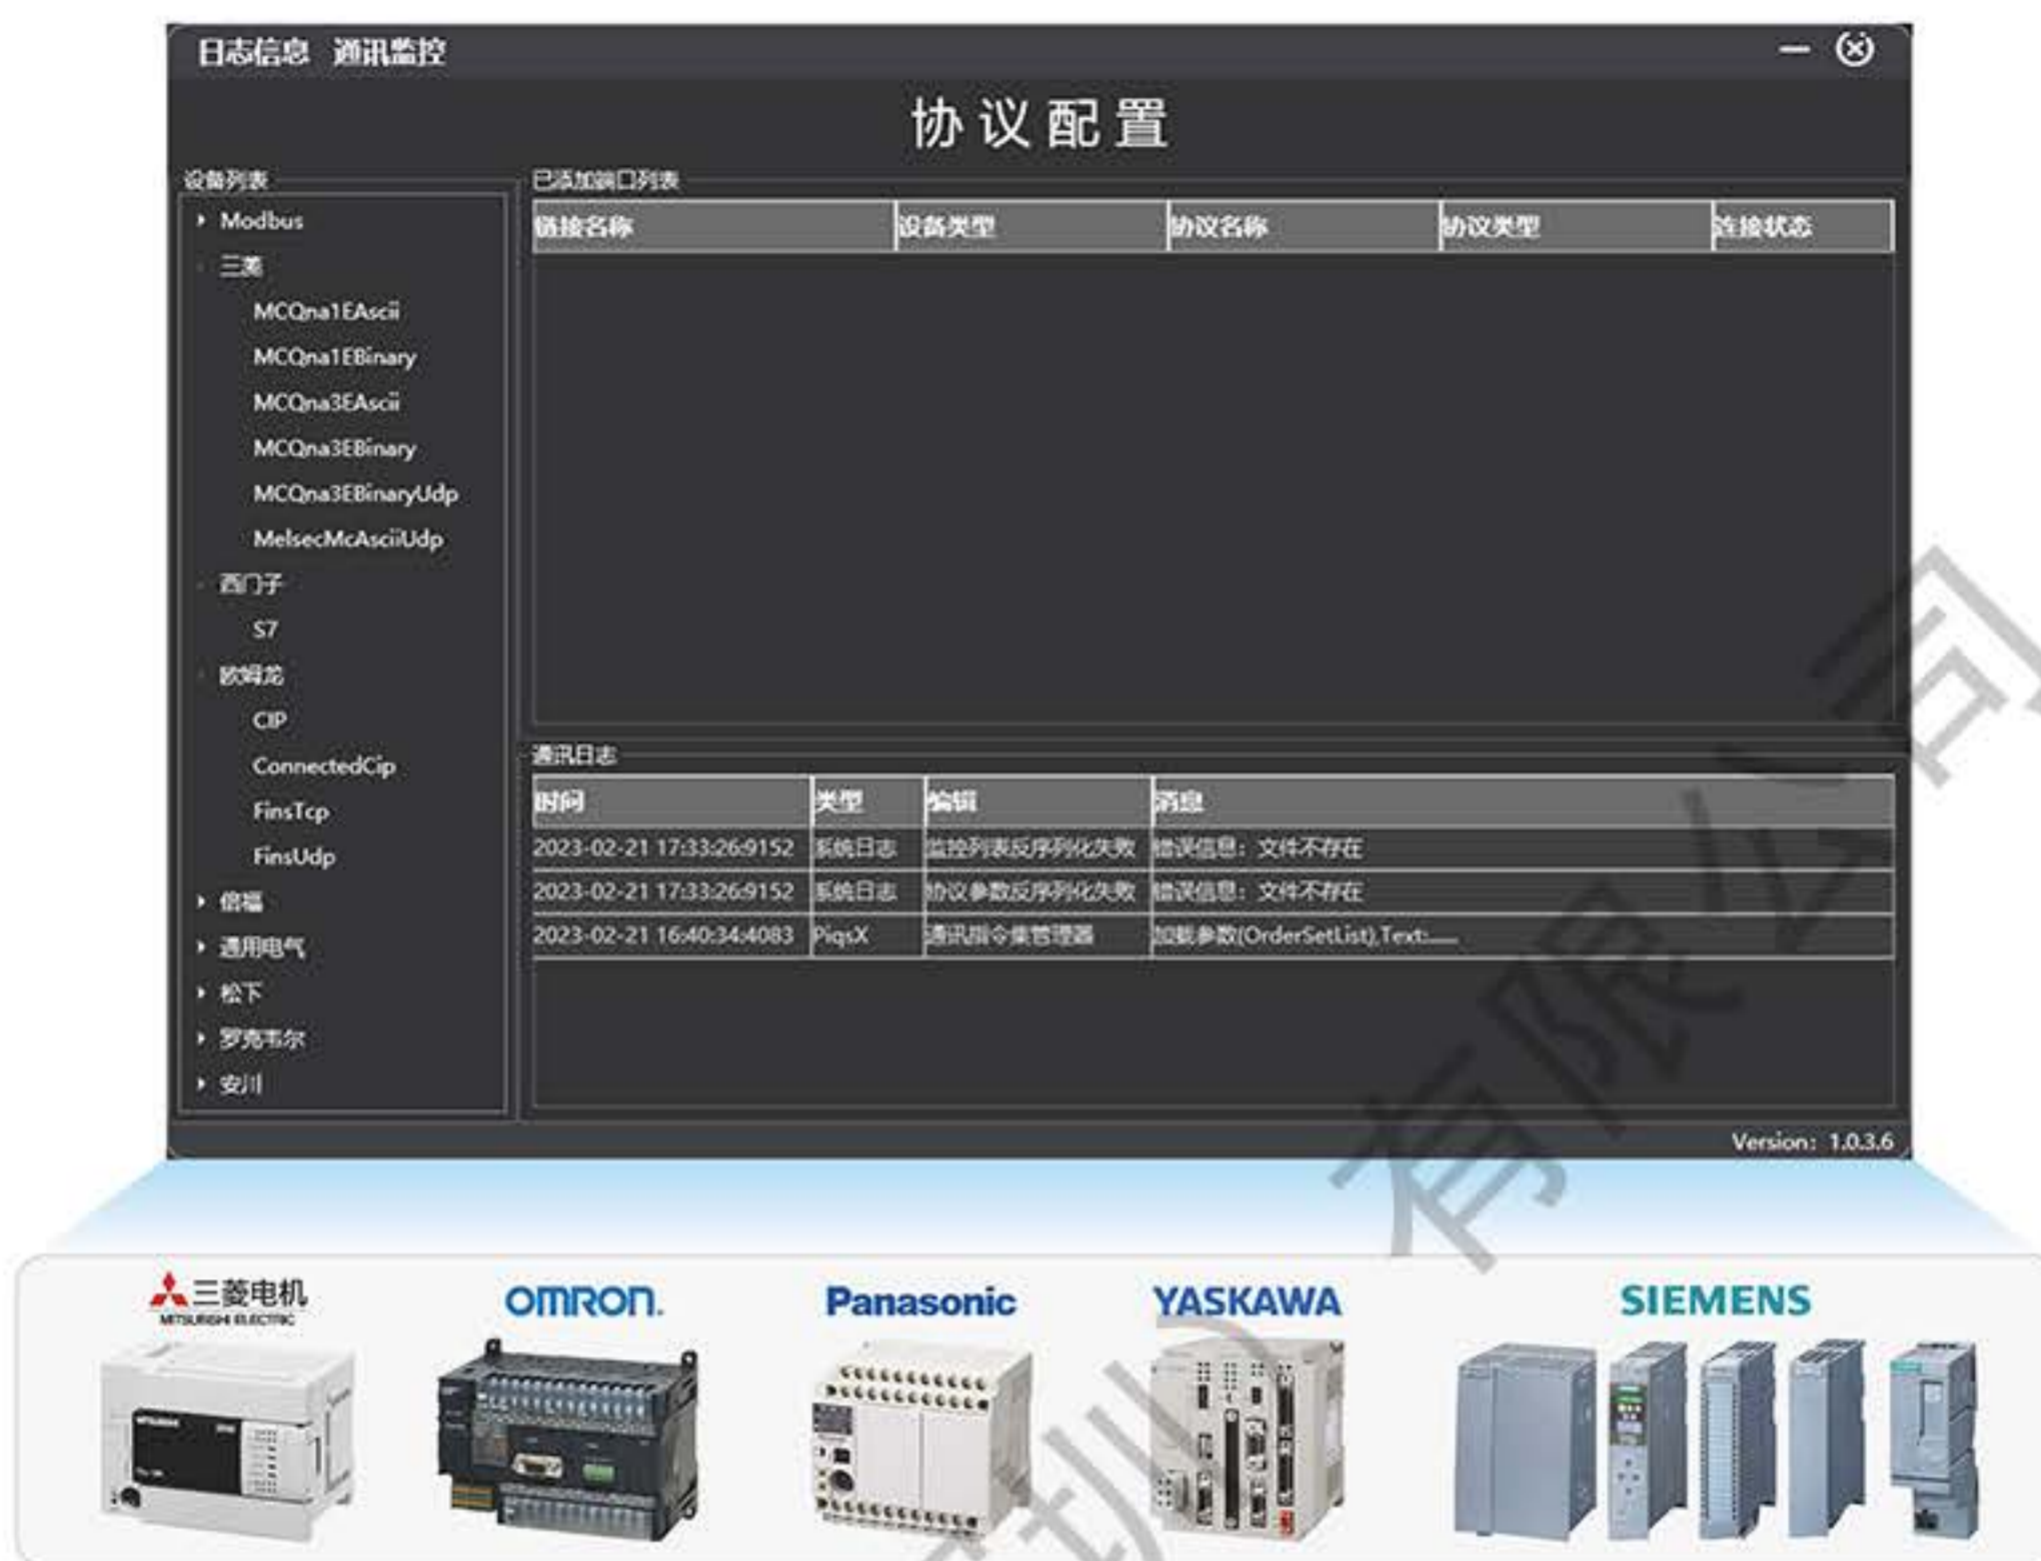 日志信息 通讯监控
协议配置
设备列表
Modbus
三菱
MCQna1EAscii
MCQna1EBinary
MCQna3EAscii
MCQna3EBinary
MCQna3EBinaryUdp
MelsecMcAsciiUdp
西门子
S7
欧姆龙
CIP
ConnectedCip
FinsTcp
FinsUdp
倍福
通用电气
松下
罗克韦尔
安川
已添加端口列表
链接名称 设备类型 协议名称 协议类型 连接状态
通讯日志
时间 类型 编辑 消息
2023-02-21 17:33:26:9152 系统日志 监控列表反序列化失败 错误信息：文件不存在
2023-02-21 17:33:26:9152 系统日志 协议参数反序列化失败 错误信息：文件不存在
2023-02-21 16:40:34:4083 PiqsX 通讯指令集管理器 加载参数(OrderSetList),Text:......
Version: 1.0.3.6
三菱电机
MITSUBISHI ELECTRIC
OMRON.
Panasonic
YASKAWA
SIEMENS
有限公司
圳